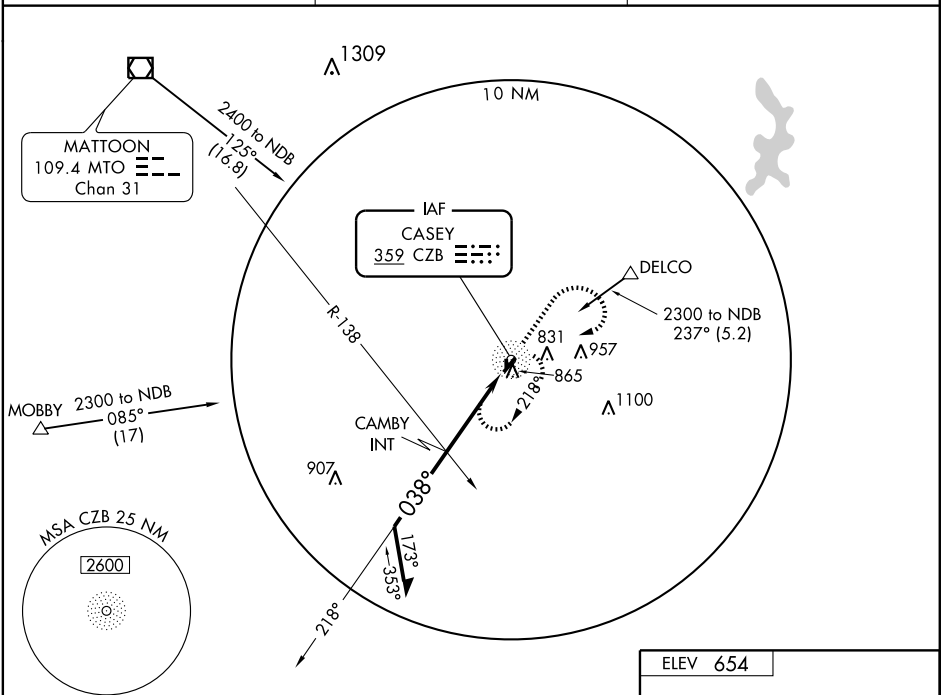 1309
10 NM
2400 to NDB
125°
(16.8)
MATTOON
109.4 MTO
Chan 31
IAF
CASEY
359 CZB
DELCO
2300 to NDB
237° (5.2)
R-138
831
957
865
218°
1100
MOBBY
2300 to NDB
085°
(17)
CAMBY
INT
907
038°
173°
353°
218°
MSA CZB 25 NM
2600
ELEV 654